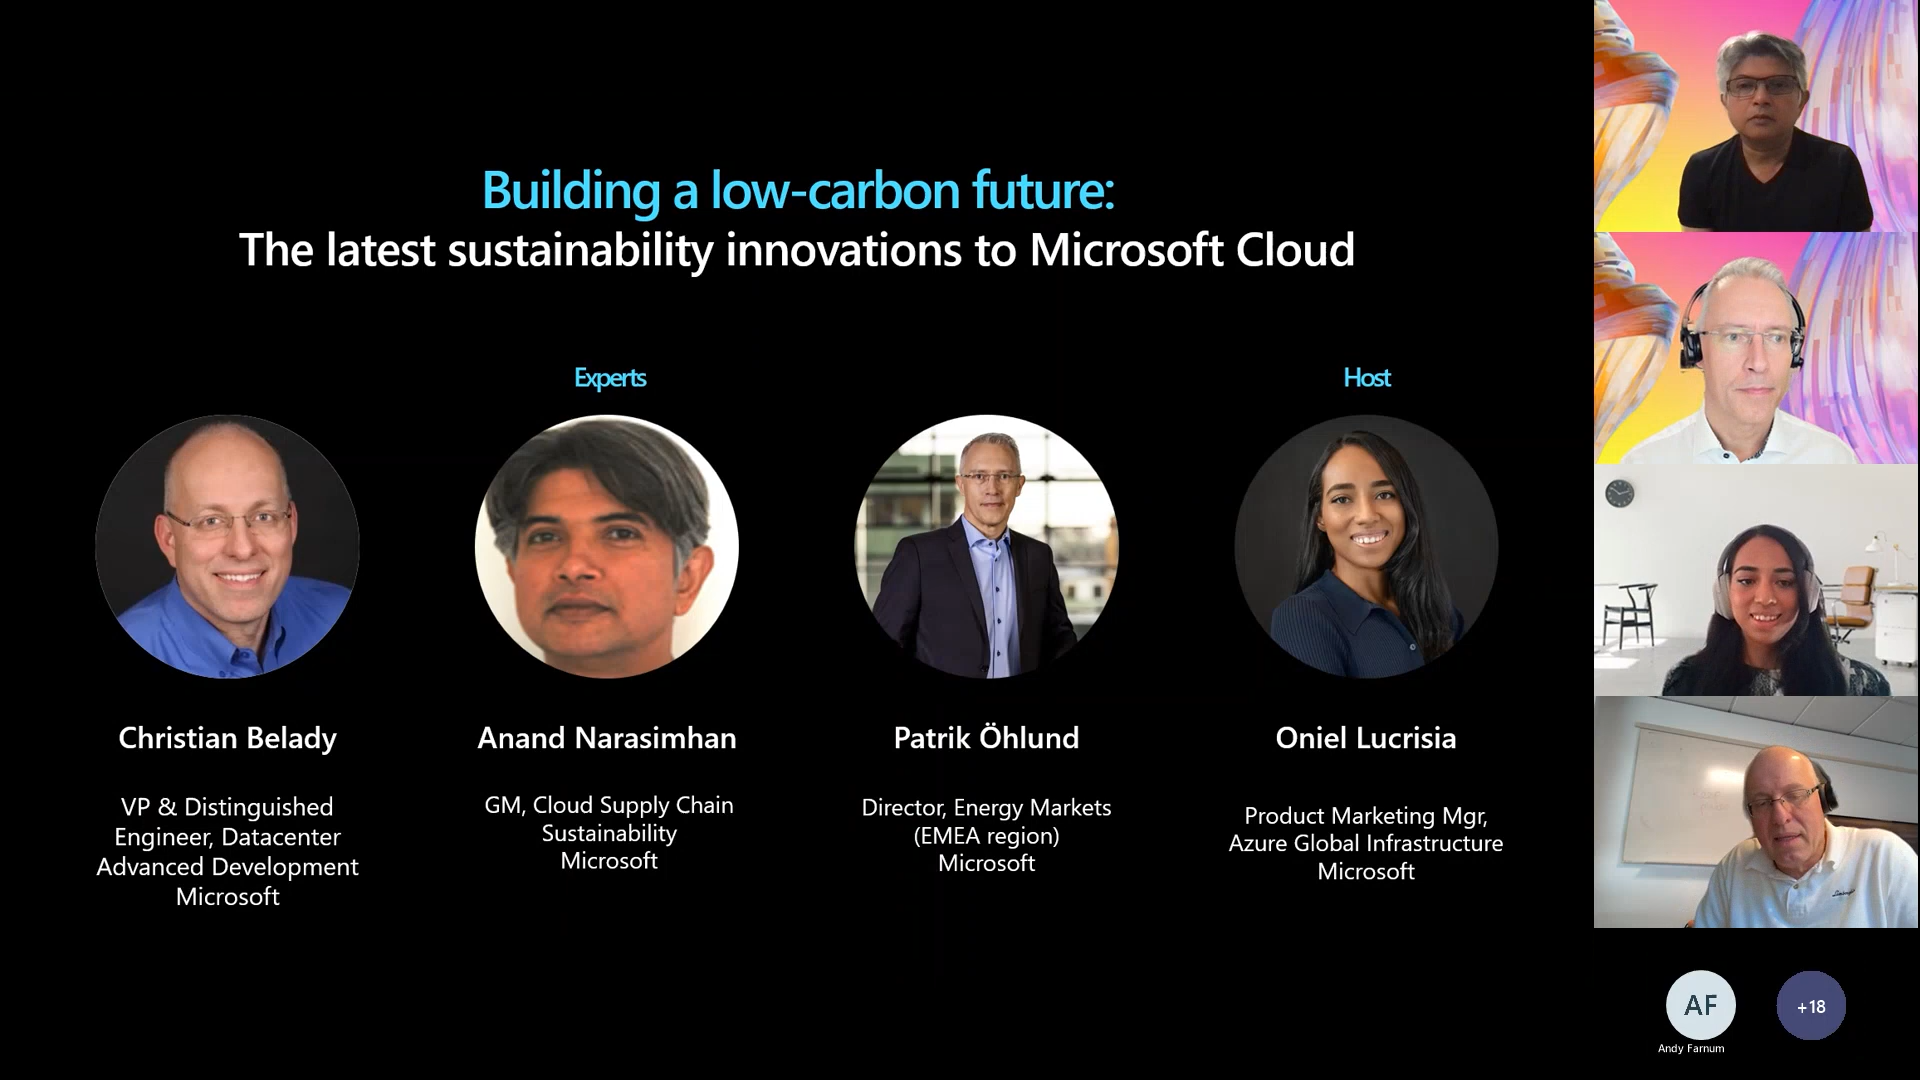 Building a low-carbon future:
The latest sustainability innovations to Microsoft Cloud
Experts
Host
Christian Belady
VP & Distinguished
Engineer, Datacenter
Advanced Development
Microsoft
Anand Narasimhan
GM, Cloud Supply Chain
Sustainability
Microsoft
Patrik Öhlund
Director, Energy Markets
(EMEA region)
Microsoft
Oniel Lucrisia
Product Marketing Mgr,
Azure Global Infrastructure
Microsoft
AF
+18
Andy Farnum